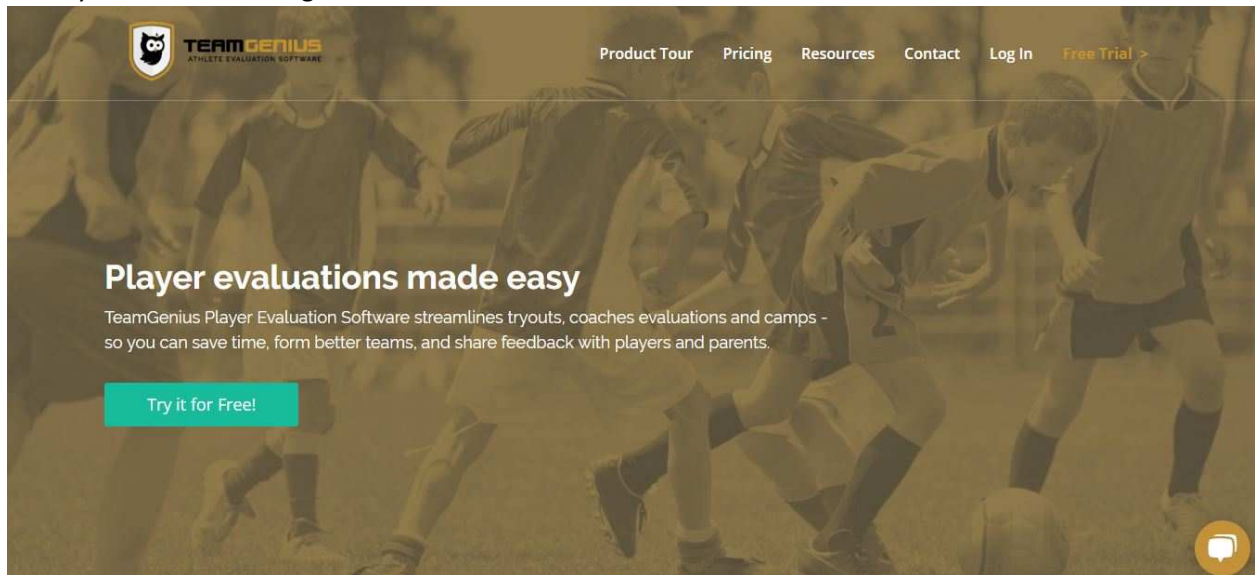 TEAMGENIUS
ATHLETE EVALUATION SOFTWARE
Product Tour Pricing Resources Contact Log In Free Trial >
Player evaluations made easy
TeamGenius Player Evaluation Software streamlines tryouts, coaches evaluations and camps -
so you can save time, form better teams, and share feedback with players and parents.
Try it for Free!